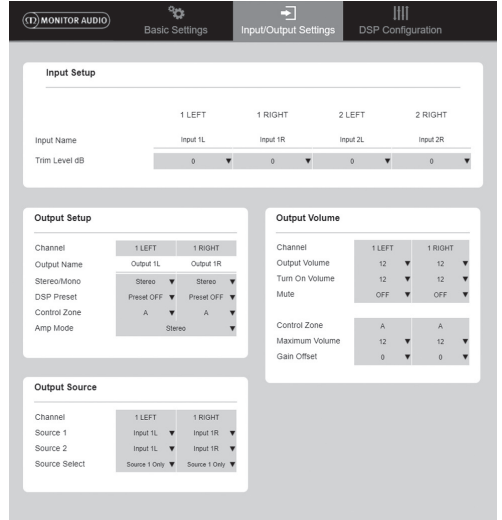 MONITOR AUDIO
Basic Settings
Input/Output Settings
DSP Configuration
Input Setup
1 LEFT 1 RIGHT 2 LEFT 2 RIGHT
Input Name Input 1L Input 1R Input 2L Input 2R
Trim Level dB 0 ▼ 0 ▼ 0 ▼ 0 ▼
Output Setup
Channel 1 LEFT 1 RIGHT
Output Name Output 1L Output 1R
Stereo/Mono Stereo ▼ Stereo ▼
DSP Preset Preset OFF ▼ Preset OFF ▼
Control Zone A ▼ A ▼
Amp Mode Stereo ▼
Output Volume
Channel 1 LEFT 1 RIGHT
Output Volume 12 ▼ 12 ▼
Turn On Volume 12 ▼ 12 ▼
Mute OFF ▼ OFF ▼
Control Zone A A
Maximum Volume 12 ▼ 12 ▼
Gain Offset 0 ▼ 0 ▼
Output Source
Channel 1 LEFT 1 RIGHT
Source 1 Input 1L ▼ Input 1R ▼
Source 2 Input 1L ▼ Input 1R ▼
Source Select Source 1 Only ▼ Source 1 Only ▼